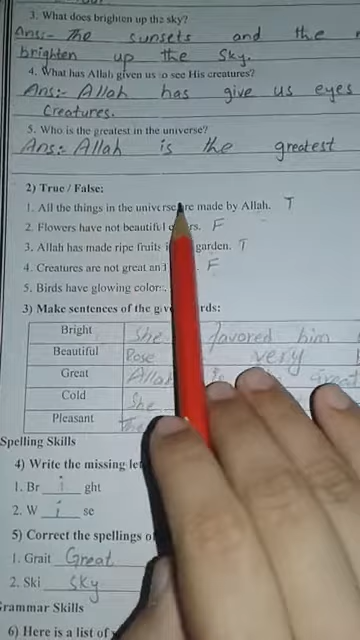 3. What does brighten up the sky?
Ans:- The sunsets and the
brighten up the sky.
4. What has Allah given us to see His creatures?
Ans:- Allah has give us eyes
Creatures.
5. Who is the greatest in the universe?
Ans:- Allah is the greatest
2) True / False:
1. All the things in the universe are made by Allah. T
2. Flowers have not beautiful F
3. Allah has made ripe fruits garden. T
4. Creatures are not great F
5. Birds have glowing
3) Make sentences of the
Bright She favored him
Beautiful Rose very
Great Allah is the Great
Cold She
Pleasant The
Spelling Skills
4) Write the missing
1. Br i ght
2. W i se
5) Correct the spellings
1. Grait Great
2. Ski Sky
Grammar Skills
6) Here is a list of